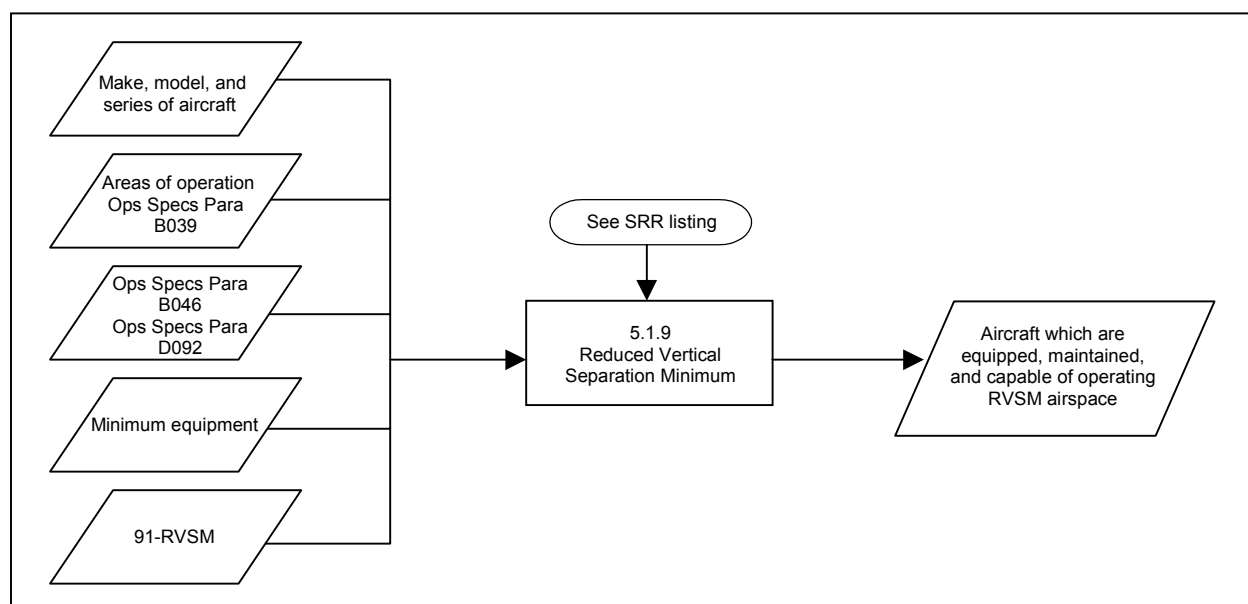 Make, model, and
series of aircraft
Areas of operation
Ops Specs Para
B039
Ops Specs Para
B046
Ops Specs Para
D092
Minimum equipment
91-RVSM
See SRR listing
5.1.9
Reduced Vertical
Separation Minimum
Aircraft which are
equipped, maintained,
and capable of operating
RVSM airspace